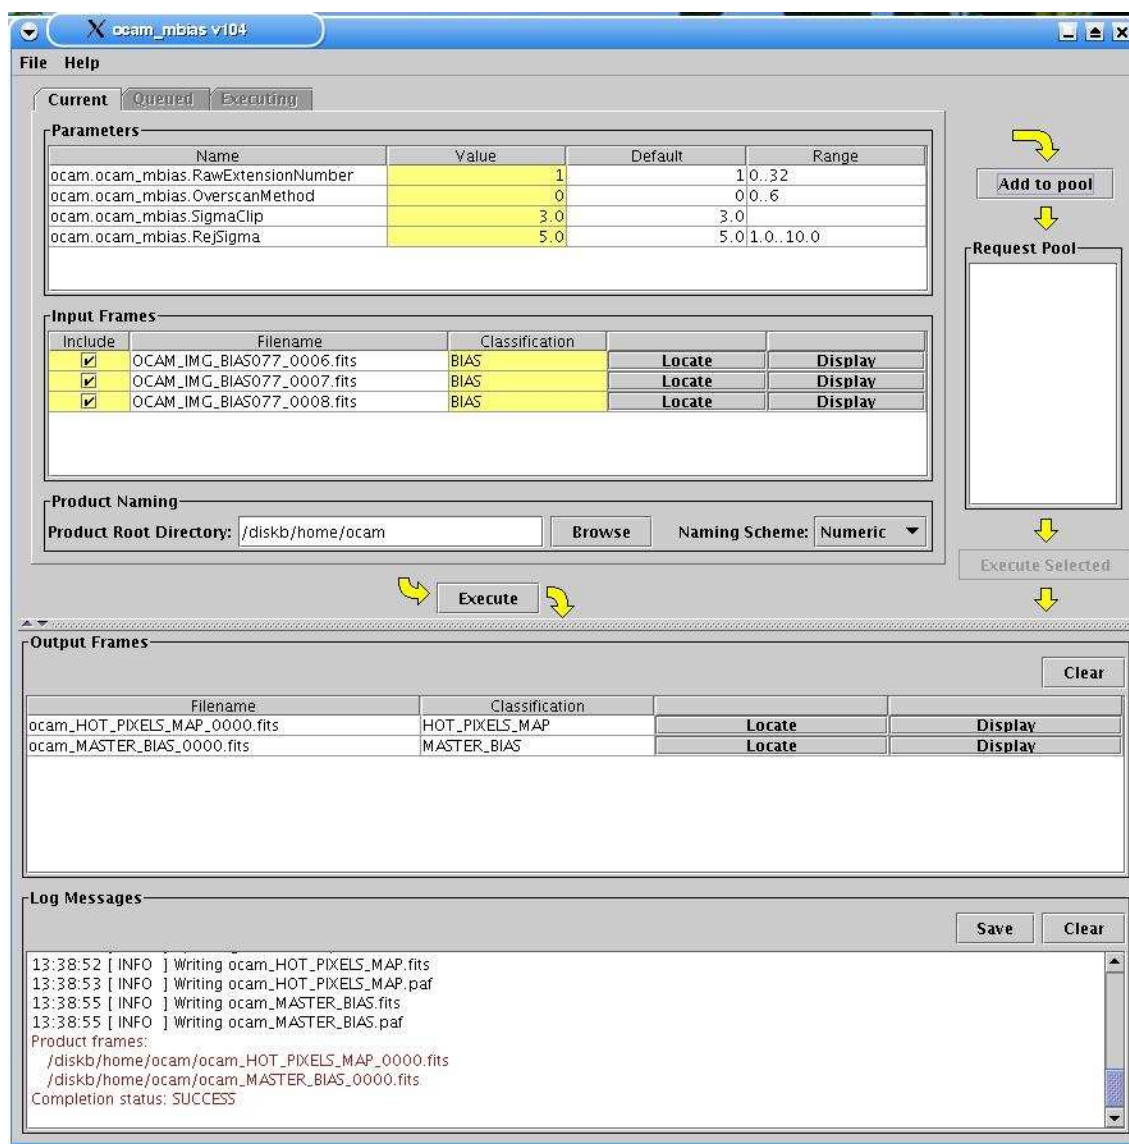 ocam_mbias v104
File Help
Current Queued Executing
Parameters
Name Value Default Range
ocam.ocam_mbias.RawExtensionNumber 1 1 0..32
ocam.ocam_mbias.OverscanMethod 0 0 0..6
ocam.ocam_mbias.SigmaClip 3.0 3.0
ocam.ocam_mbias.RejSigma 5.0 5.0 1.0..10.0
Add to pool
Request Pool
Input Frames
Include Filename Classification
OCAM_IMG_BIAS077_0006.fits BIAS Locate Display
OCAM_IMG_BIAS077_0007.fits BIAS Locate Display
OCAM_IMG_BIAS077_0008.fits BIAS Locate Display
Product Naming
Product Root Directory: /diskb/home/ocam Browse Naming Scheme: Numeric
Execute Selected
Execute
Output Frames
Clear
Filename Classification
ocam_HOT_PIXELS_MAP_0000.fits HOT_PIXELS_MAP Locate Display
ocam_MASTER_BIAS_0000.fits MASTER_BIAS Locate Display
Log Messages
Save Clear
13:38:52 [ INFO ] Writing ocam_HOT_PIXELS_MAP.fits
13:38:53 [ INFO ] Writing ocam_HOT_PIXELS_MAP.paf
13:38:55 [ INFO ] Writing ocam_MASTER_BIAS.fits
13:38:55 [ INFO ] Writing ocam_MASTER_BIAS.paf
Product frames:
/diskb/home/ocam/ocam_HOT_PIXELS_MAP_0000.fits
/diskb/home/ocam/ocam_MASTER_BIAS_0000.fits
Completion status: SUCCESS